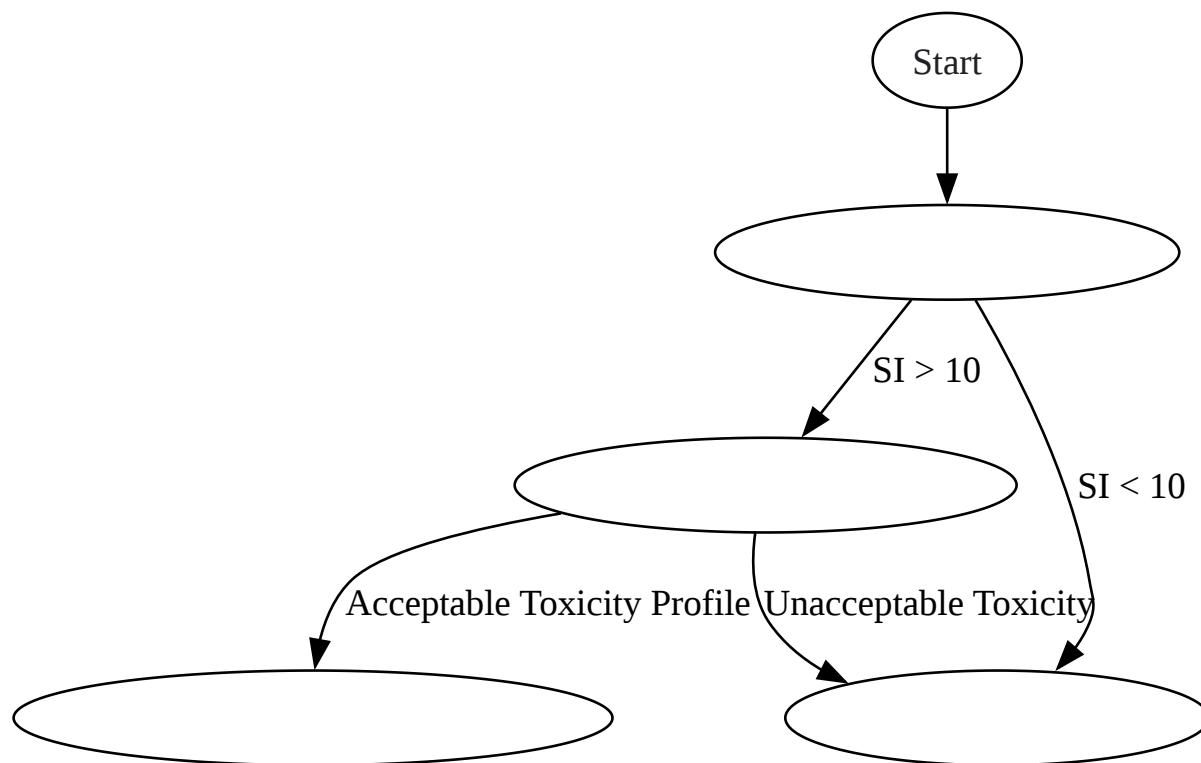 Start
SI > 10
SI < 10
Acceptable Toxicity Profile
Unacceptable Toxicity